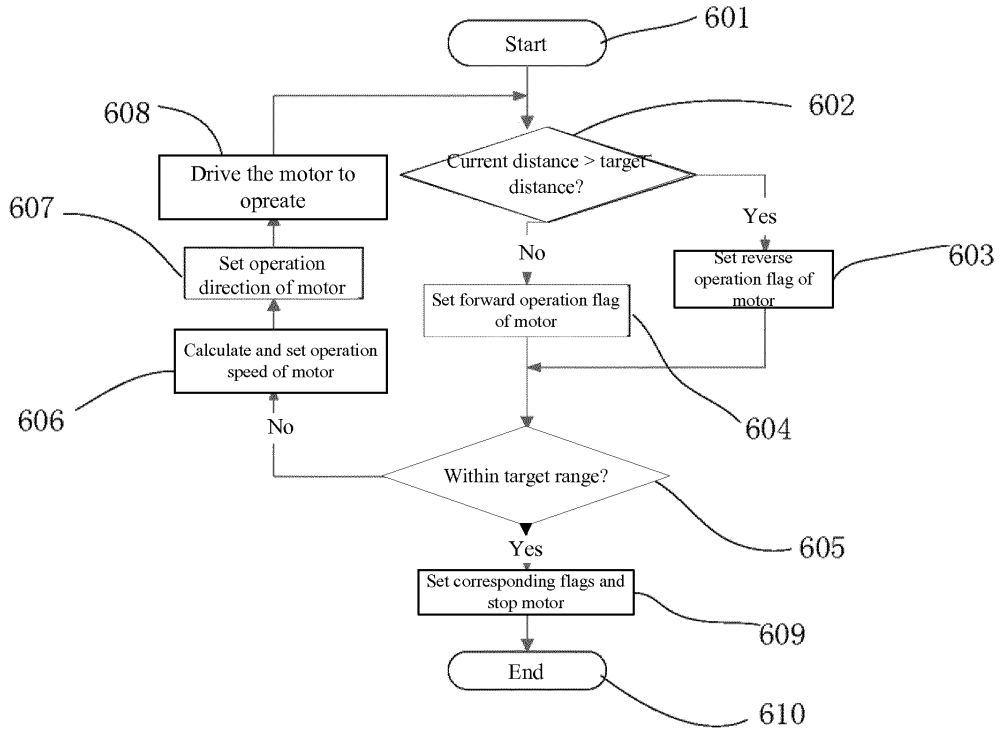 601
Start
608
602
Current distance > target
distance?
Drive the motor to
opreate
607
Yes
No
603
Set reverse
operation flag of
motor
Set operation
direction of motor
Set forward operation flag
of motor
Calculate and set operation
speed of motor
606
604
No
Within target range?
605
Yes
Set corresponding flags and
stop motor
609
End
610